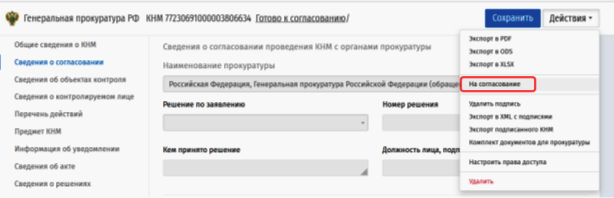 Генеральная прокуратура РФ КНМ 77230691000003806634 Готово к согласованию/ Сохранить Действия
Общие сведения о КНМ
Сведения о согласовании
Сведения об объектах контроля
Сведения о контролируемом лице
Перечень действий
Предмет КНМ
Информация об уведомлении
Сведения об акте
Сведения о решениях
Сведения о согласовании проведения КНМ с органами прокуратуры
Наименование прокуратуры
Российская Федерация, Генеральная прокуратура Российской Федерации (обраще
Решение по заявлению
Номер решения
Кем принято решение
Должность лица, подп
Экспорт в PDF
Экспорт в ODS
Экспорт в XLSX
На согласование
Удалить подпись
Экспорт в XML с подписями
Экспорт подписанного КНМ
Комплект документов для прокуратуры
Настроить права доступа
Удалить